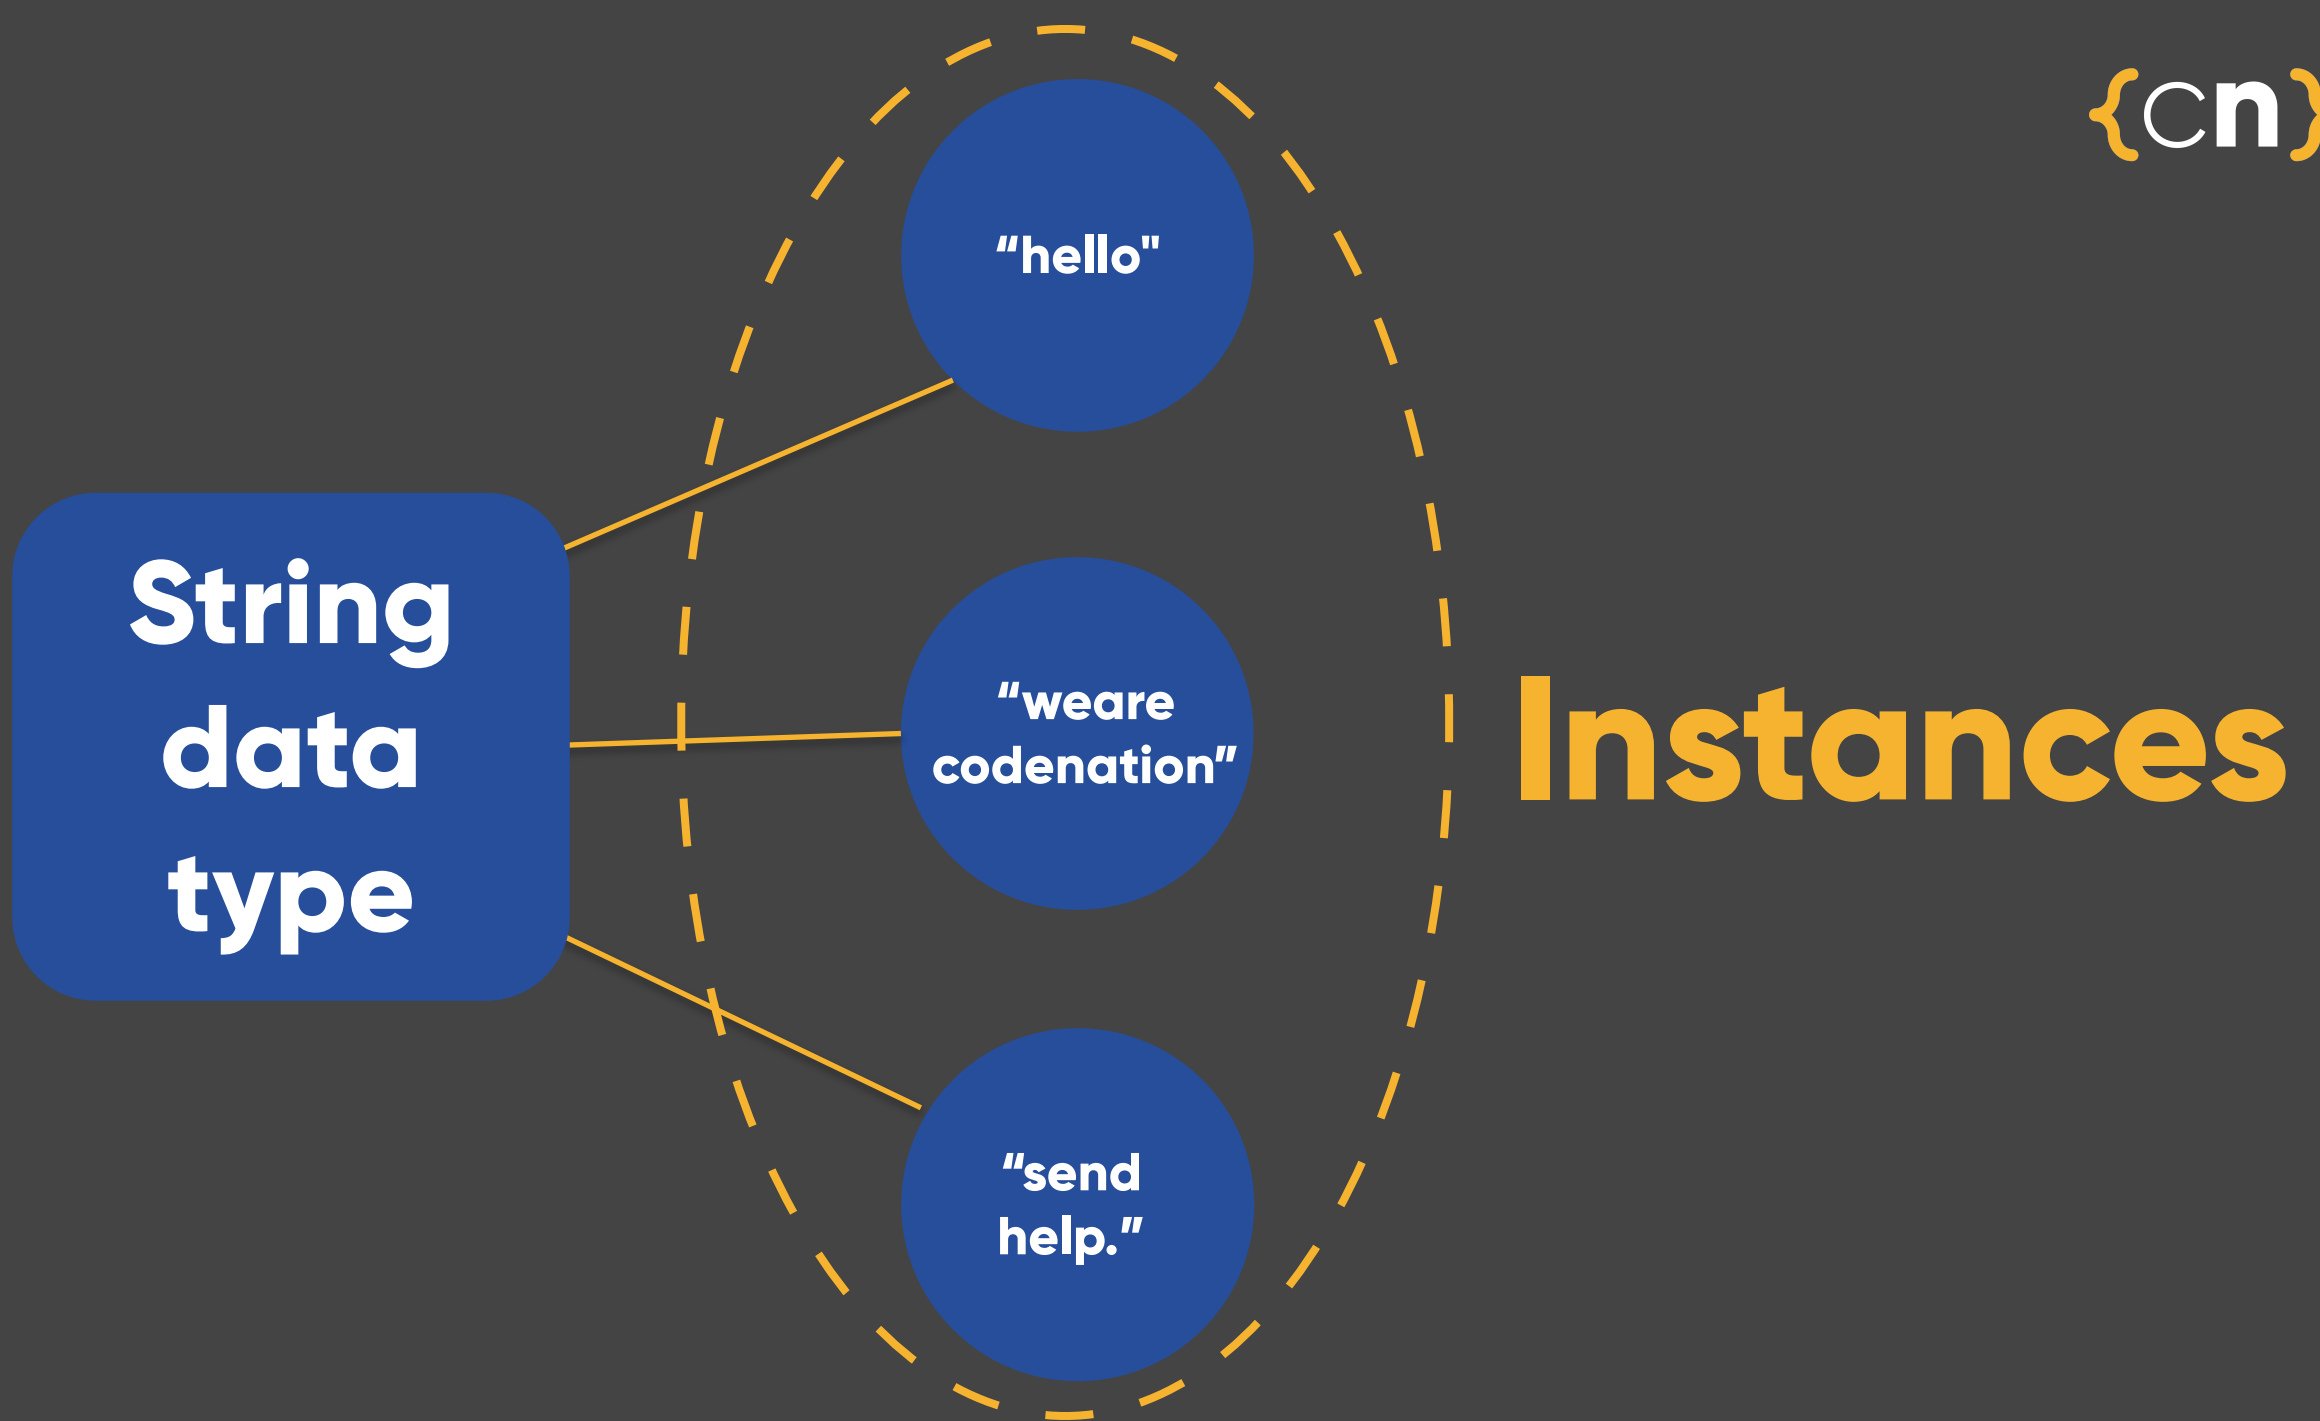 {cn}
“hello"
String
data
type
“weare
codenation”
Instances
“send
help.”